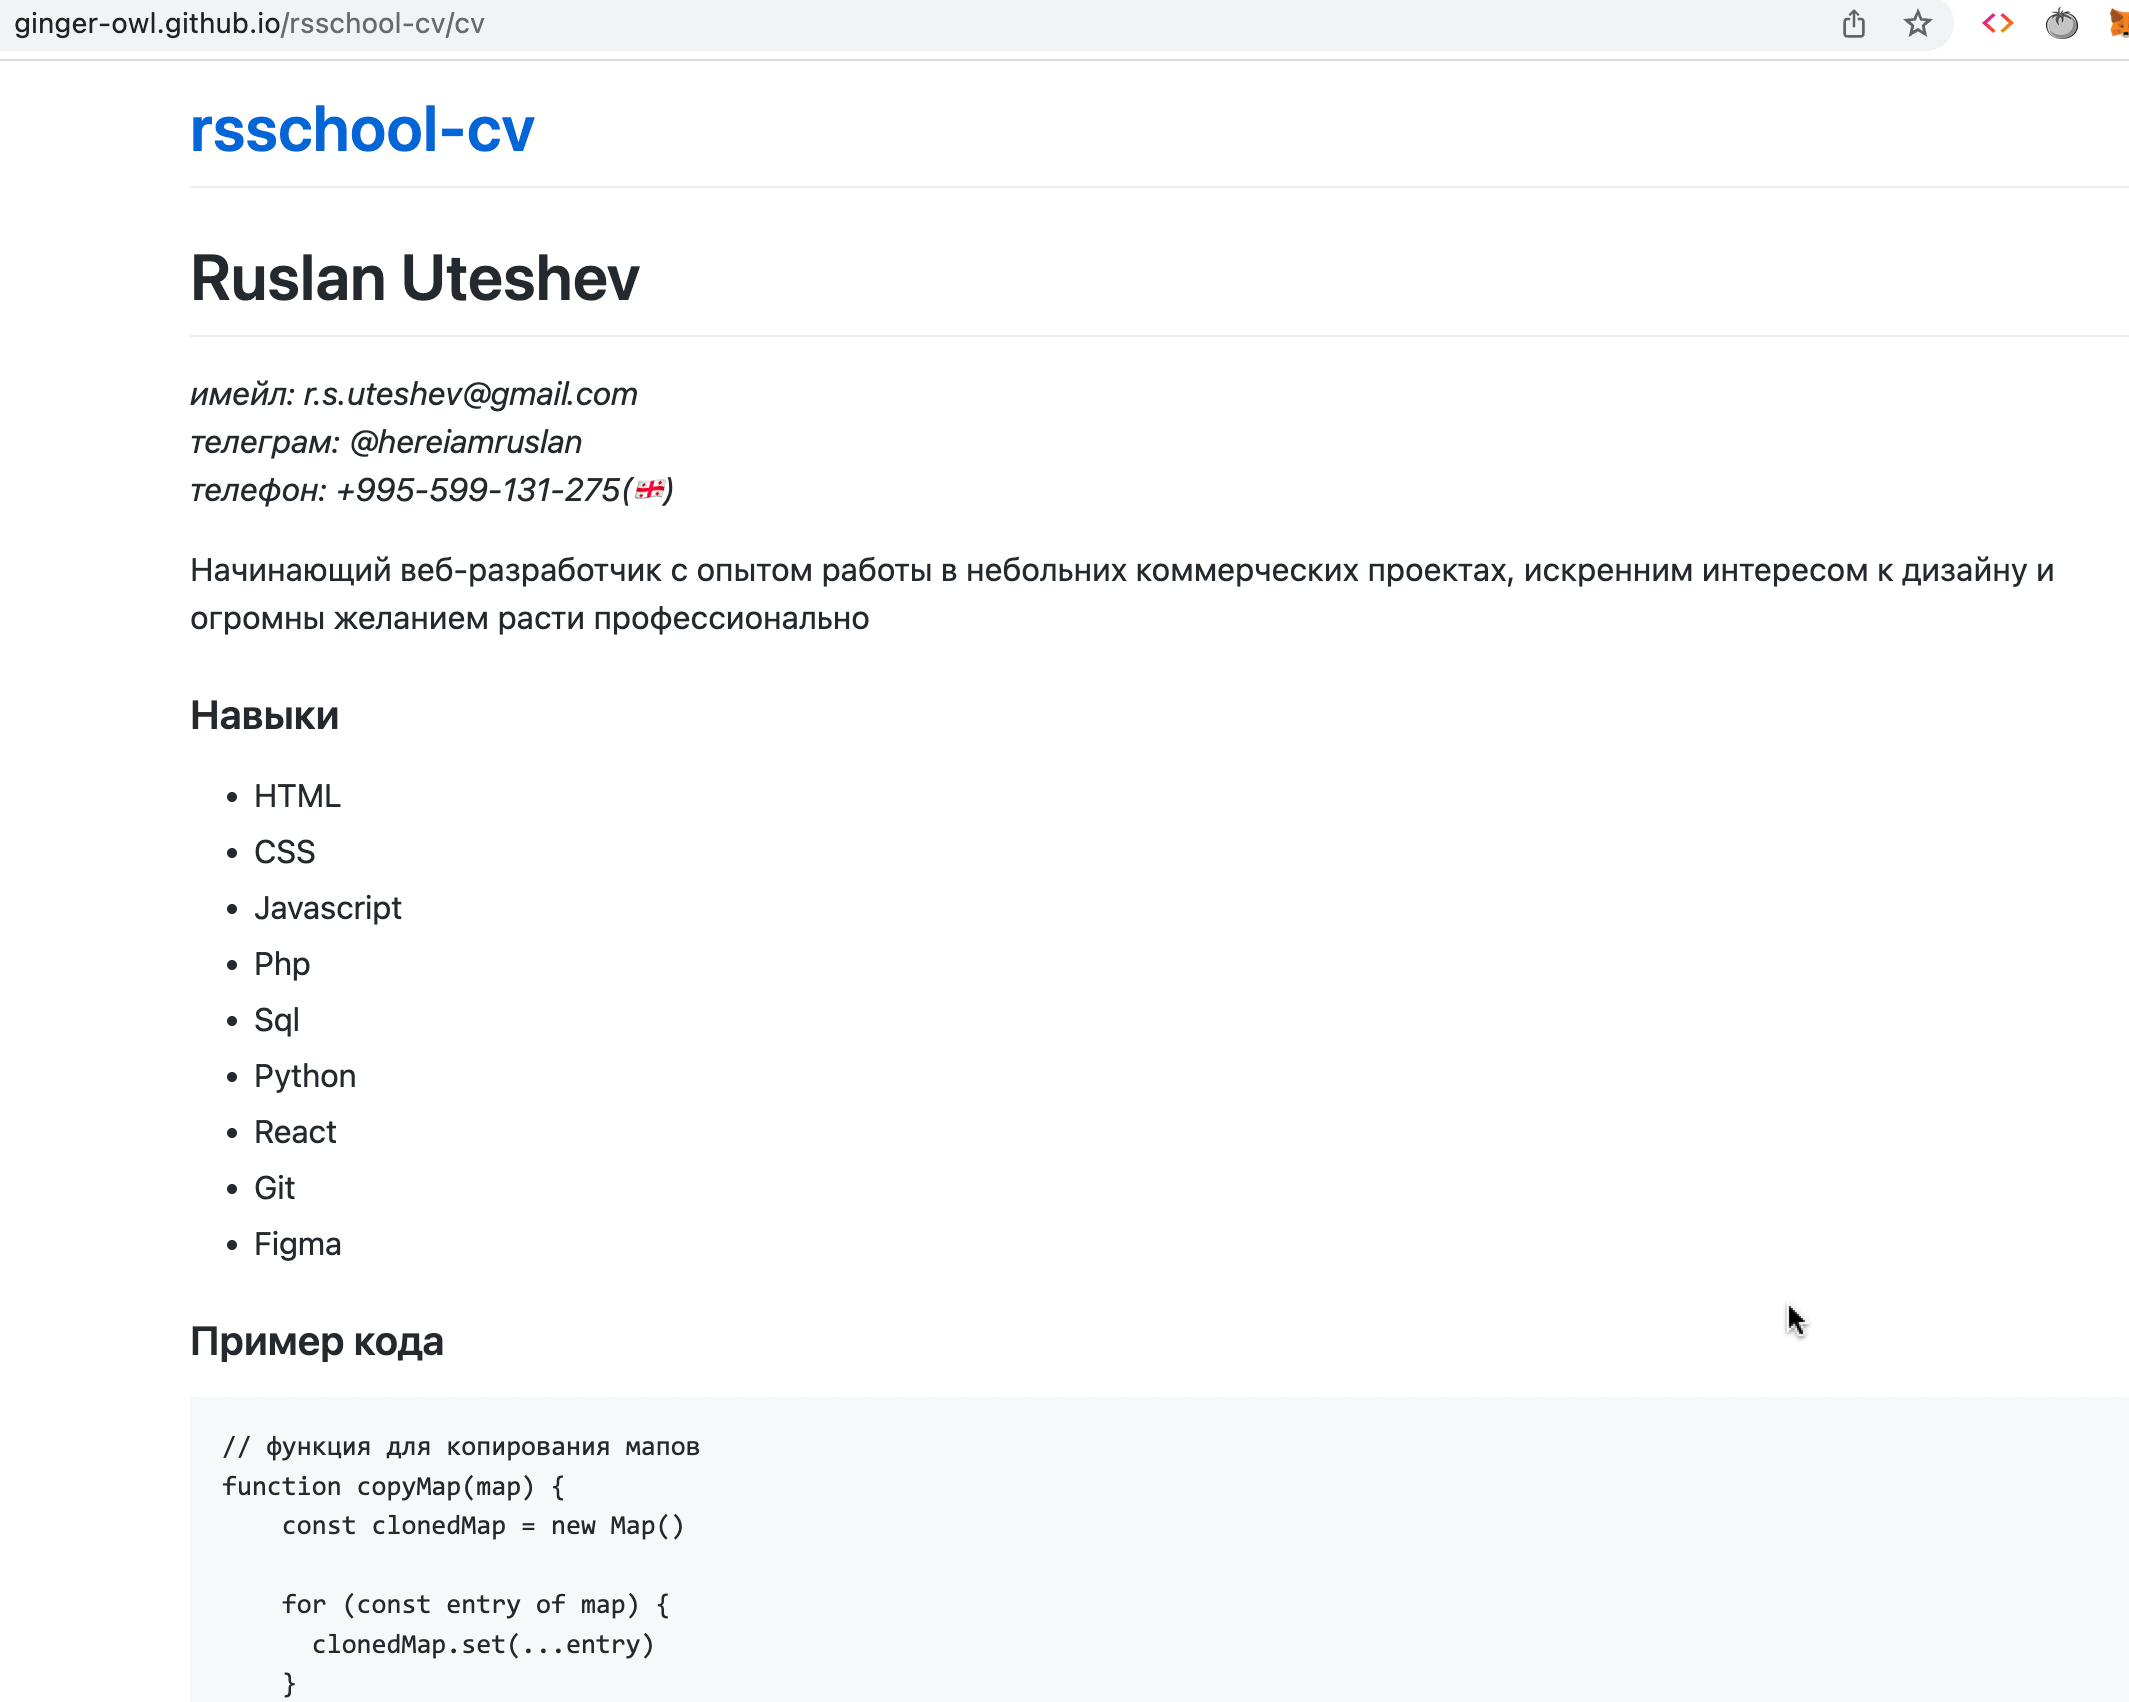 ginger-owl.github.io/rsschool-cv/cv
rsschool-cv
Ruslan Uteshev
имейл: r.s.uteshev@gmail.com
телеграм: @hereiamruslan
телефон: +995-599-131-275(🇬🇪)
Начинающий веб-разработчик с опытом работы в небольних коммерческих проектах, искренним интересом к дизайну и
огромны желанием расти профессионально
Навыки
• HTML
• CSS
• Javascript
• Php
• Sql
• Python
• React
• Git
• Figma
Пример кода
// функция для копирования мапов
function copyMap(map) {
    const clonedMap = new Map()
    for (const entry of map) {
      clonedMap.set(...entry)
    }